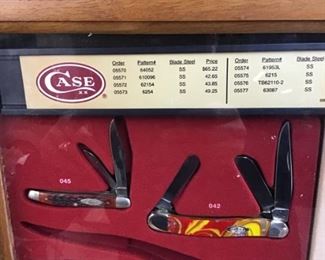 Order Pattern# Blade Steel Price
05570 64052 SS $65.22
05571 610096 SS 42.65
05572 62154 SS 43.85
05573 6254 SS 49.25
Order Pattern# Blade Steel
05574 61953L SS
05575 6215 SS
05576 TB62110-2 SS
05577 63087 SS
CASE
XX
045
042